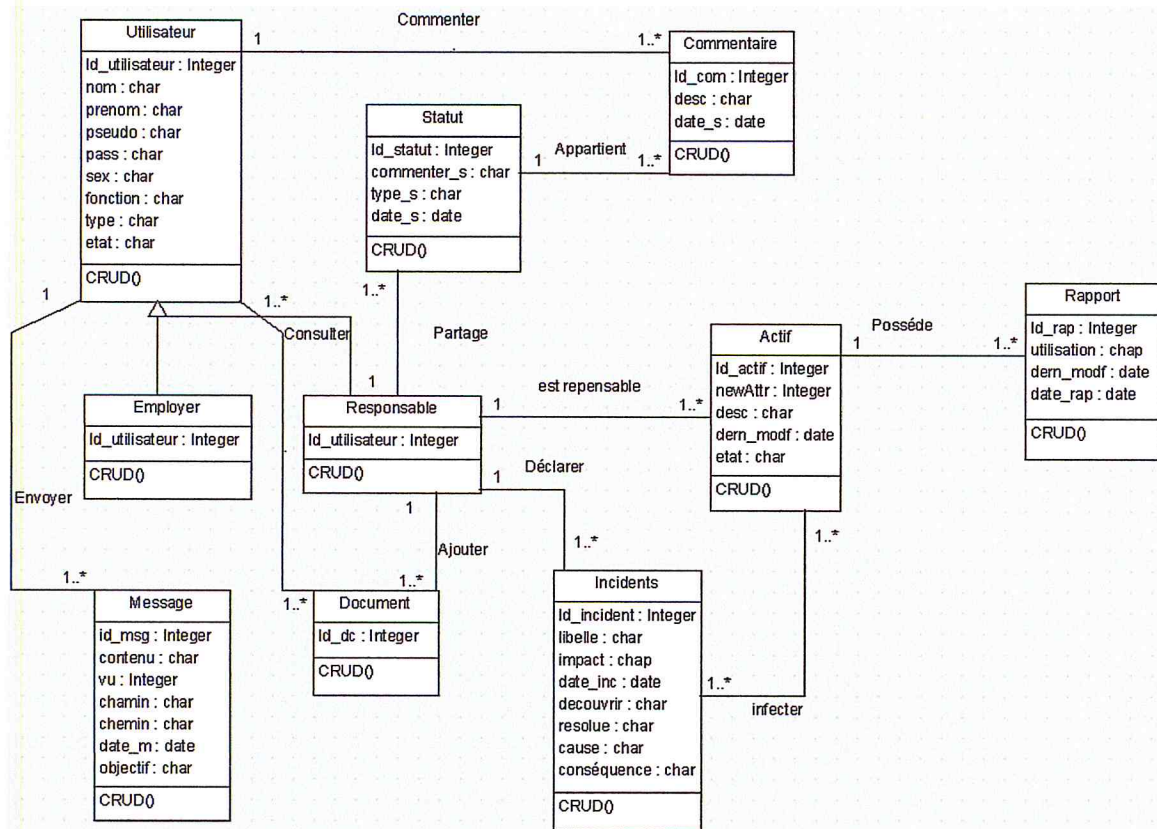 Utilisateur
Id_utilisateur : Integer
nom : char
prenom : char
pseudo : char
pass : char
sex : char
fonction : char
type : char
etat : char
CRUD()
Commenter
1
1..*
Commentaire
Id_com : Integer
desc : char
date_s : date
CRUD()
Statut
Id_statut : Integer
commenter_s : char
type_s : char
date_s : date
CRUD()
1
Appartient
1..*
1
1..*
Consulter
1..*
Partage
1
Employer
Id_utilisateur : Integer
CRUD()
Responsable
Id_utilisateur : Integer
CRUD()
est repensable
1
1..*
Actif
Id_actif : Integer
newAttr : Integer
desc : char
dern_modf : date
etat : char
CRUD()
Posséde
1
1..*
Rapport
Id_rap : Integer
utilisation : chap
dern_modf : date
date_rap : date
CRUD()
Envoyer
1..*
Message
id_msg : Integer
contenu : char
vu : Integer
chamin : char
chemin : char
date_m : date
objectif : char
CRUD()
1
Ajouter
1..*
1..*
Document
Id_dc : Integer
CRUD()
1
Déclarer
1..*
Incidents
Id_incident : Integer
libelle : char
impact : chap
date_inc : date
decouvrir : char
resolue : char
cause : char
conséquence : char
CRUD()
1..*
1..*
infecter